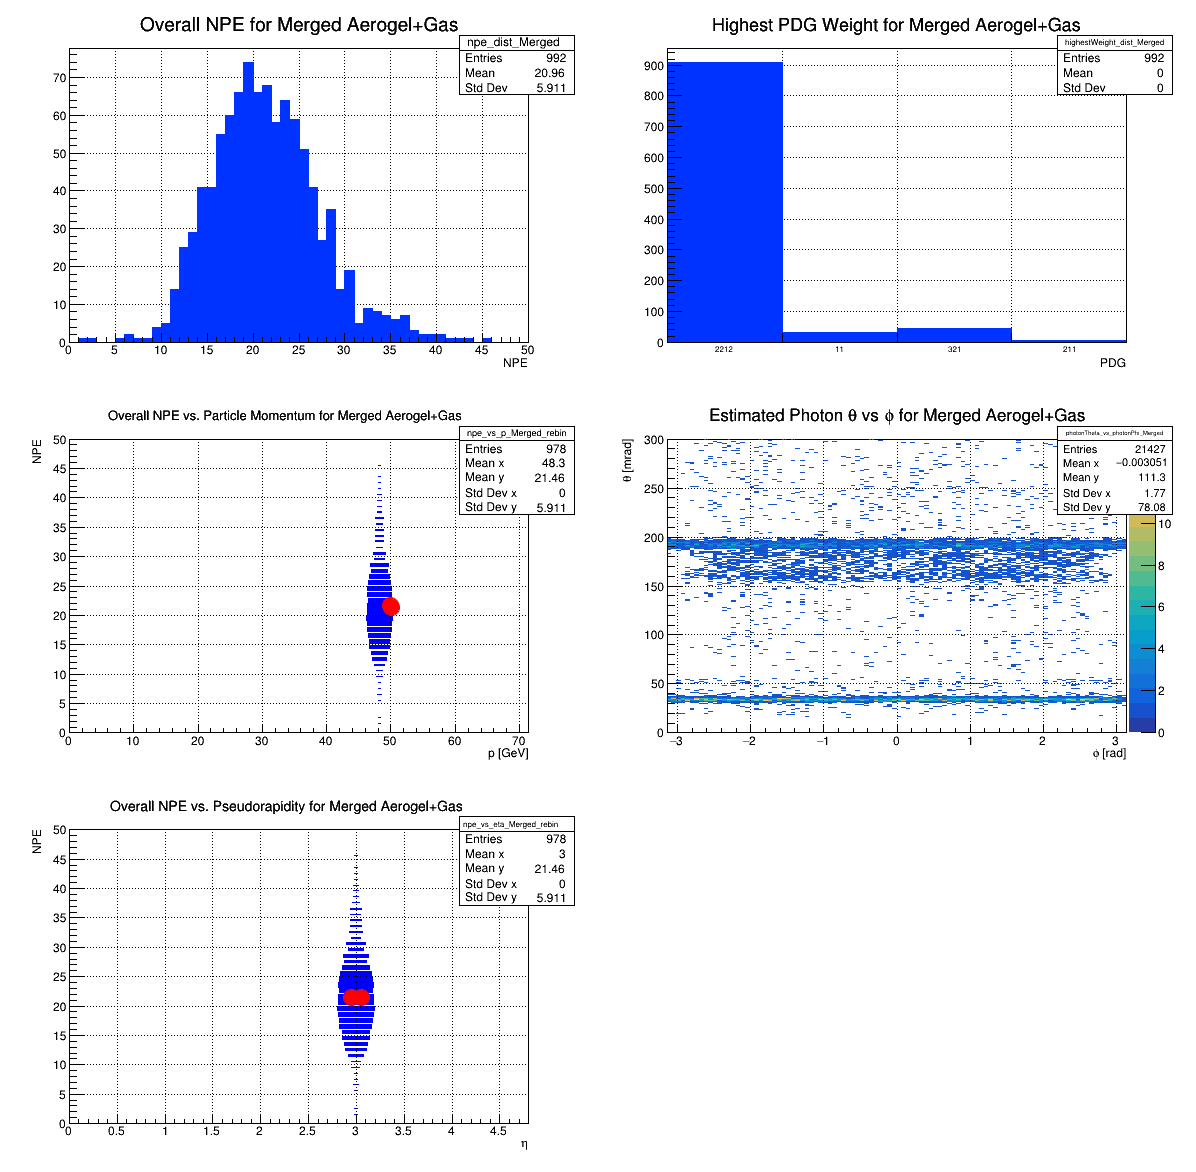 Overall NPE for Merged Aerogel+Gas
npe_dist_Merged
Entries 992
Mean 20.96
Std Dev 5.911
70
60
50
40
30
20
10
0
0 5 10 15 20 25 30 35 40 45 50
NPE
Highest PDG Weight for Merged Aerogel+Gas
highestWeight_dist_Merged
Entries 992
Mean 0
Std Dev 0
900
800
700
600
500
400
300
200
100
0
2212 11 321 211
PDG
Overall NPE vs. Particle Momentum for Merged Aerogel+Gas
npe_vs_p_Merged_rebin
Entries 978
Mean x 48.3
Mean y 21.46
Std Dev x 0
Std Dev y 5.911
NPE
50
45
40
35
30
25
20
15
10
5
0
0 10 20 30 40 50 60 70
p [GeV]
Estimated Photon θ vs ϕ for Merged Aerogel+Gas
photonTheta_vs_photonPhi_Merged
Entries 21427
Mean x −0.003051
Mean y 111.3
Std Dev x 1.77
Std Dev y 78.08
θ [mrad]
300
250
200
150
100
50
0
−3 −2 −1 0 1 2 3
ϕ [rad]
10
8
6
4
2
0
Overall NPE vs. Pseudorapidity for Merged Aerogel+Gas
npe_vs_eta_Merged_rebin
Entries 978
Mean x 3
Mean y 21.46
Std Dev x 0
Std Dev y 5.911
NPE
50
45
40
35
30
25
20
15
10
5
0
0 0.5 1 1.5 2 2.5 3 3.5 4 4.5
η